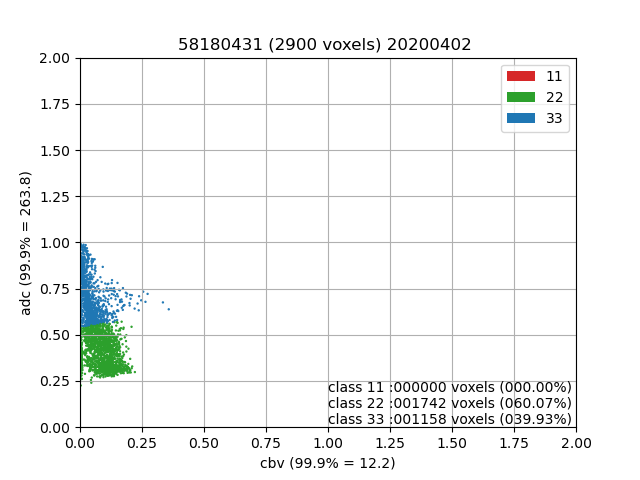 58180431 (2900 voxels) 20200402
11
22
33
2.00
1.75
1.50
1.25
1.00
0.75
0.50
0.25
0.00
adc (99.9% = 263.8)
class 11 :000000 voxels (000.00%)
class 22 :001742 voxels (060.07%)
class 33 :001158 voxels (039.93%)
0.00 0.25 0.50 0.75 1.00 1.25 1.50 1.75 2.00
cbv (99.9% = 12.2)